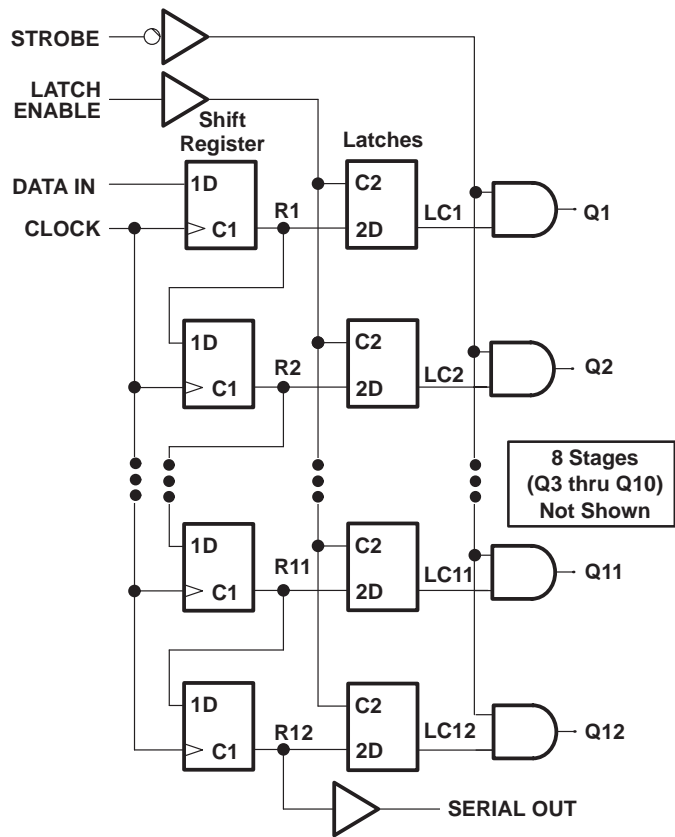 STROBE
LATCH
ENABLE
Shift
Register
Latches
DATA IN
CLOCK
1D
C1
R1
C2
2D
LC1
Q1
1D
C1
R2
C2
2D
LC2
Q2
8 Stages
(Q3 thru Q10)
Not Shown
1D
C1
R11
C2
2D
LC11
Q11
1D
C1
R12
C2
2D
LC12
Q12
SERIAL OUT